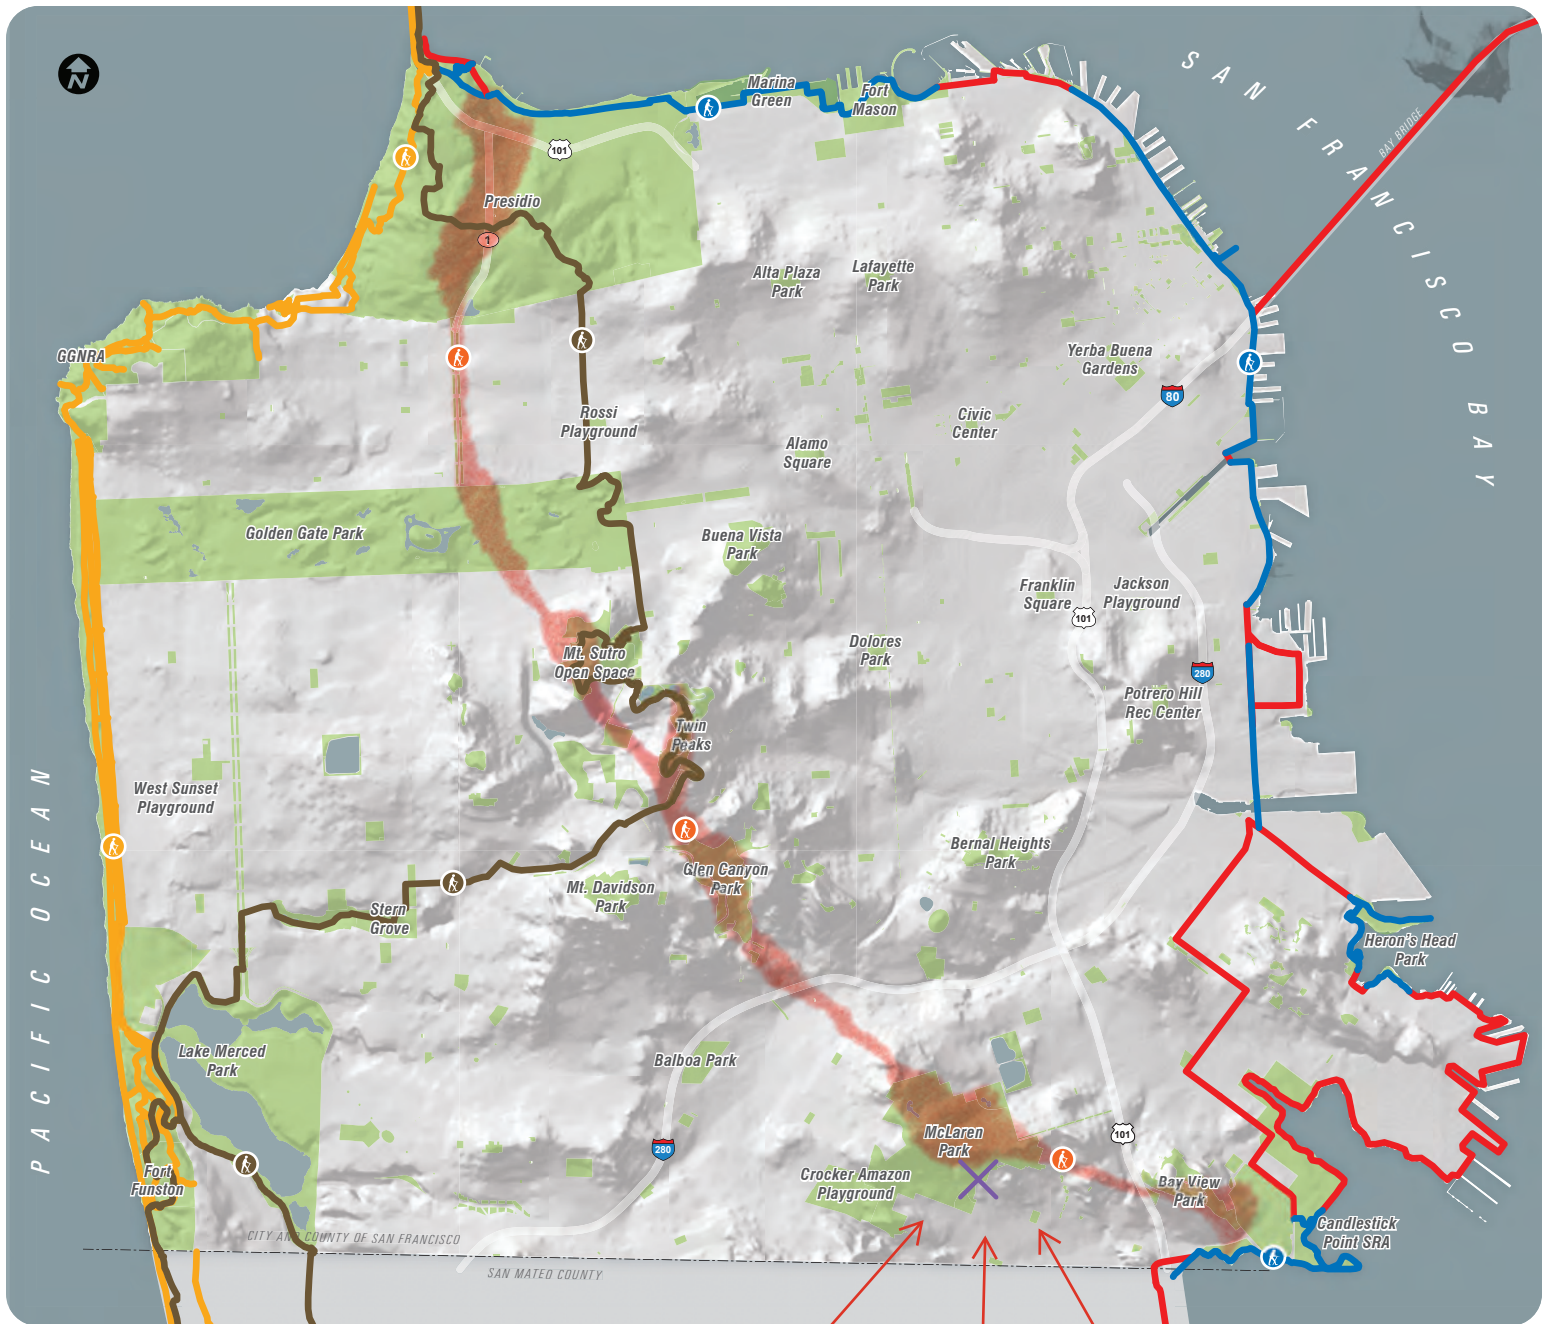 N
Marina
Green
Fort
Mason
SAN FRANCISCO BAY
BAY BRIDGE
101
Presidio
1
Alta Plaza
Park
Lafayette
Park
GGNRA
Yerba Buena
Gardens
80
Rossi
Playground
Civic
Center
Alamo
Square
Golden Gate Park
Buena Vista
Park
Franklin
Square
Jackson
Playground
101
Mt. Sutro
Open Space
Dolores
Park
280
Potrero Hill
Rec Center
Twin
Peaks
PACIFIC OCEAN
West Sunset
Playground
Bernal Heights
Park
Glen Canyon
Park
Mt. Davidson
Park
Stern
Grove
Heron's Head
Park
Lake Merced
Park
Balboa Park
280
McLaren
Park
101
Crocker Amazon
Playground
Fort
Funston
Bay View
Park
Candlestick
Point SRA
CITY AND COUNTY OF SAN FRANCISCO
SAN MATEO COUNTY